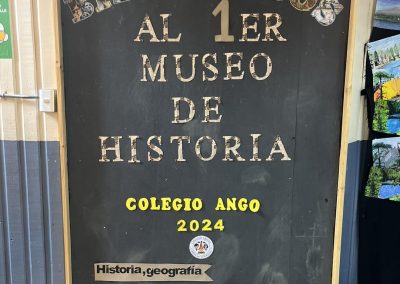 AL 1ER
MUSEO
DE
HISTORIA
COLEGIO ANGO
2024
Historia, geografía